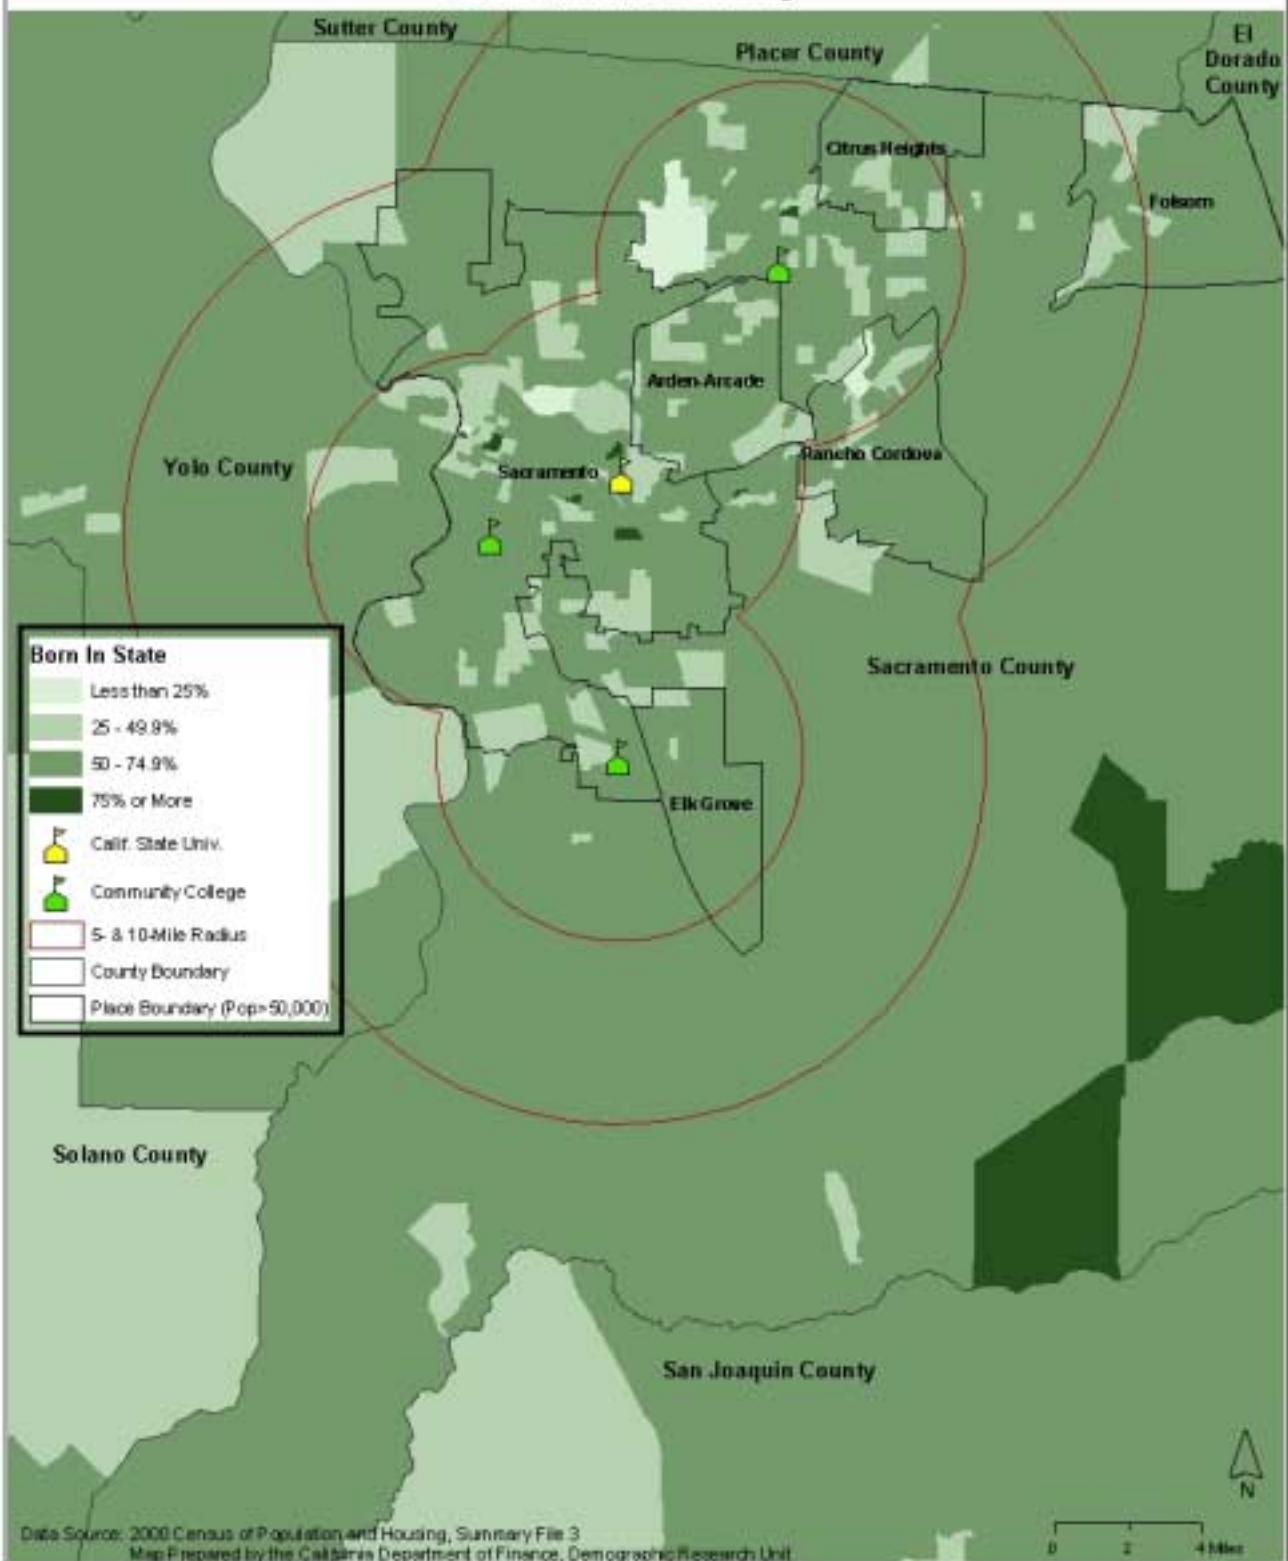 Sutter County
Placer County
El
Dorado
County
Citrus Heights
Folsom
Arden-Arcade
Rancho Cordova
Yolo County
Sacramento
Sacramento County
Elk Grove
Born In State
Less than 25%
25 - 49.9%
50 - 74.9%
75% or More
Calif. State Univ.
Community College
5- & 10-Mile Radius
County Boundary
Place Boundary (Pop>50,000)
Solano County
San Joaquin County
N
0 2 4 Miles
Data Source: 2000 Census of Population and Housing, Summary File 3
Map Prepared by the California Department of Finance, Demographic Research Unit